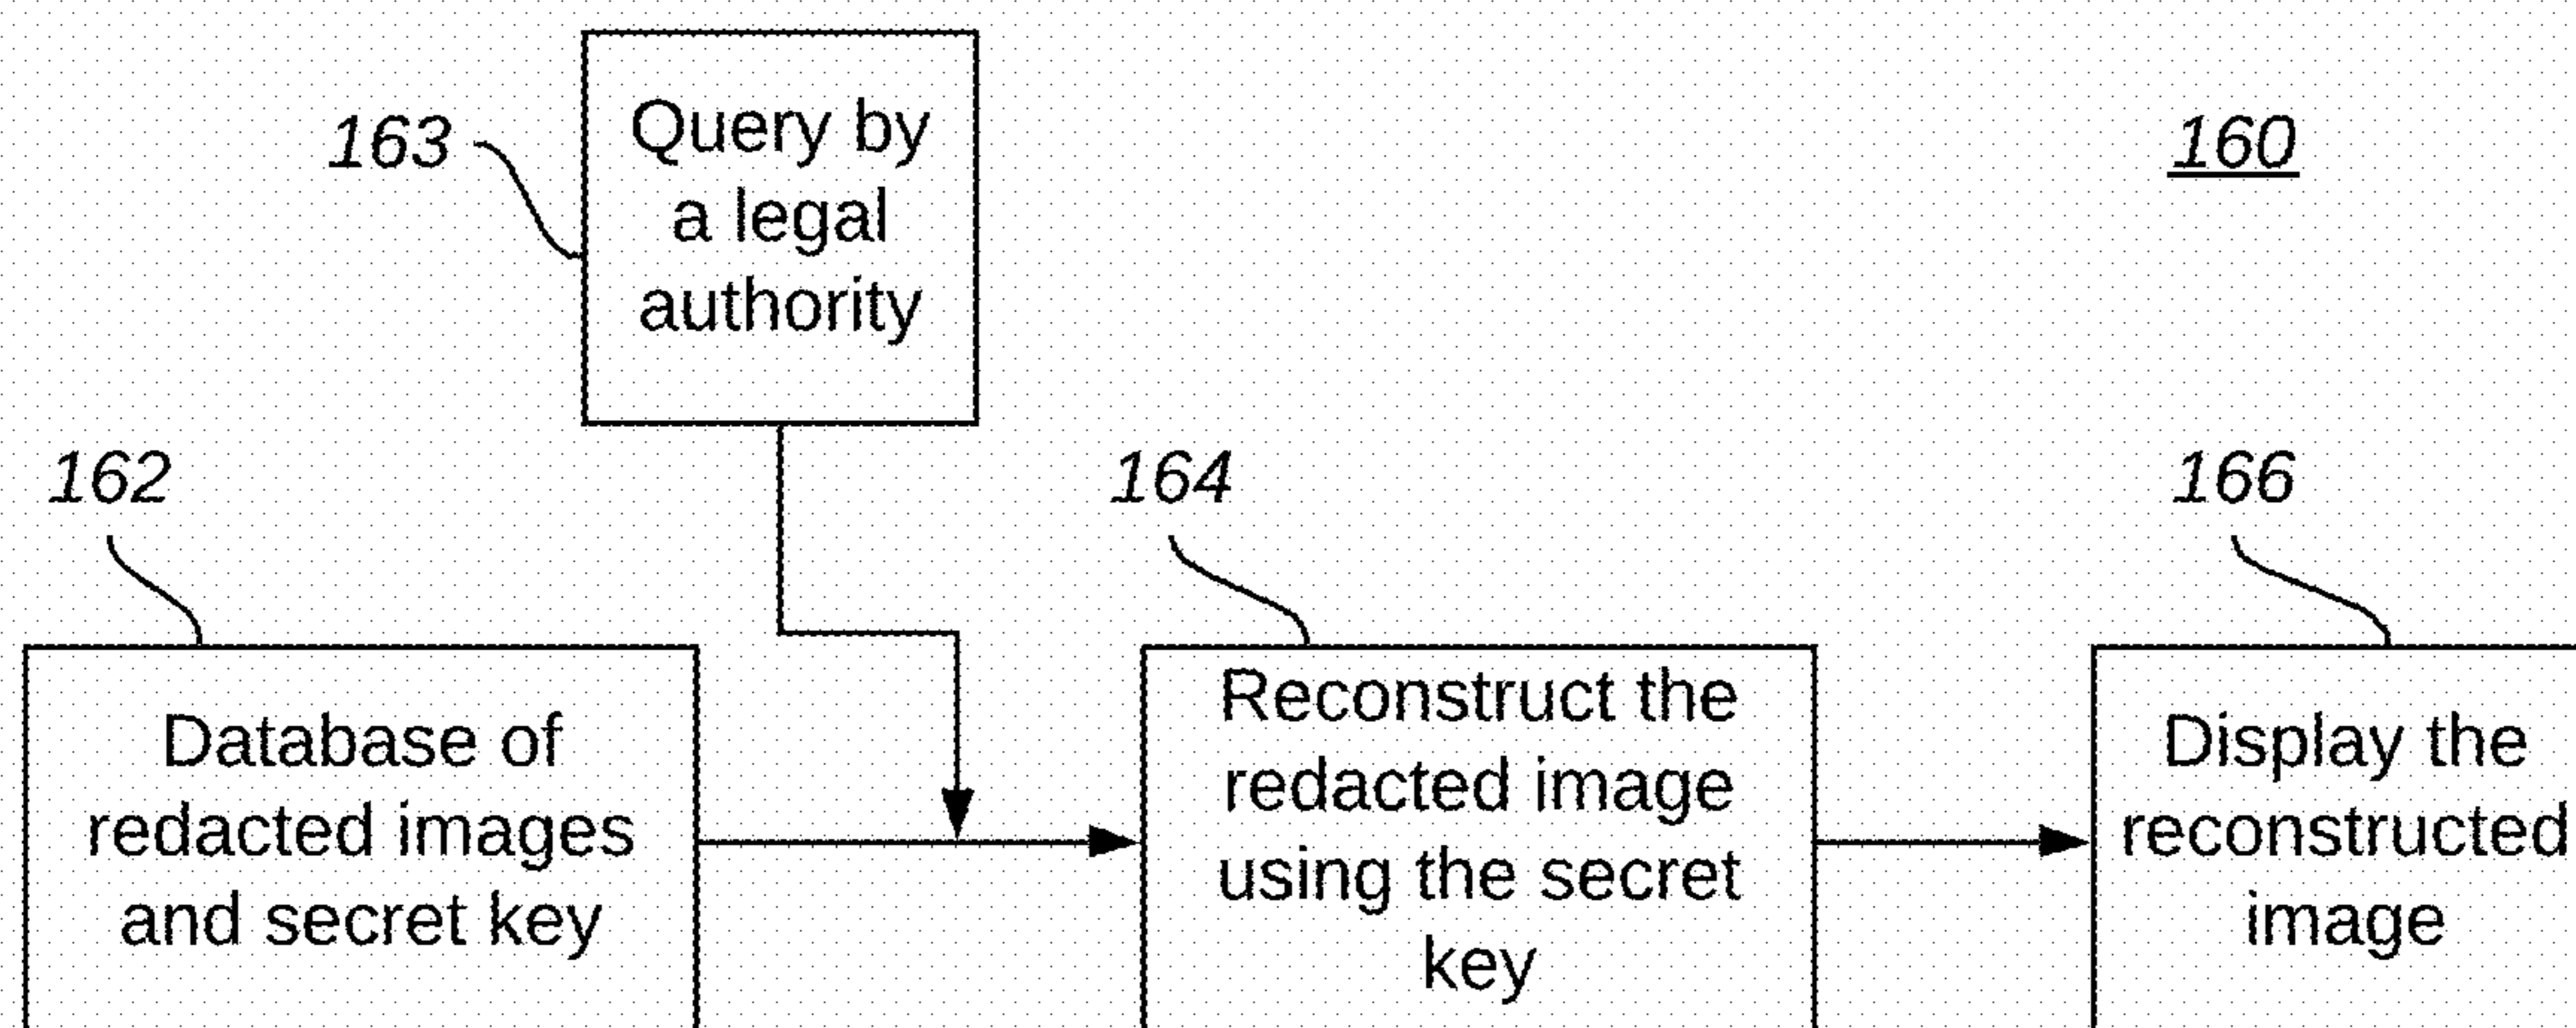 163
Query by
a legal
authority
160
162
164
166
Database of
redacted images
and secret key
Reconstruct the
redacted image
using the secret
key
Display the
reconstructed
image